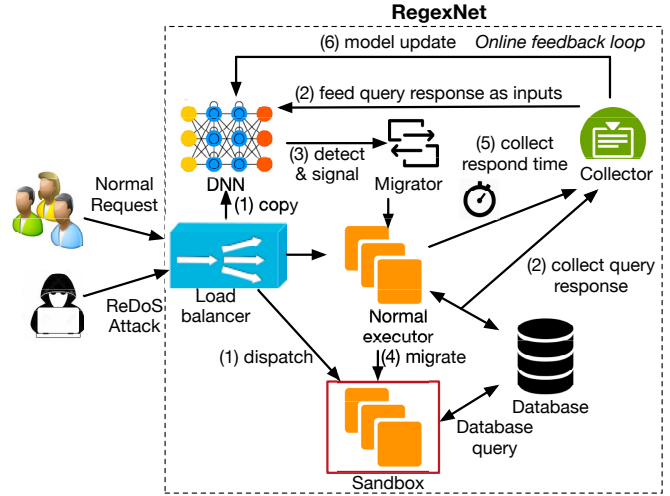 RegexNet
(6) model update
Online feedback loop
(2) feed query response as inputs
(5) collect
respond time
(3) detect
& signal
DNN
Migrator
Collector
Normal
Request
(1) copy
(2) collect query
response
ReDoS
Attack
Load
balancer
Normal
executor
(1) dispatch
(4) migrate
Database
Database
query
Sandbox